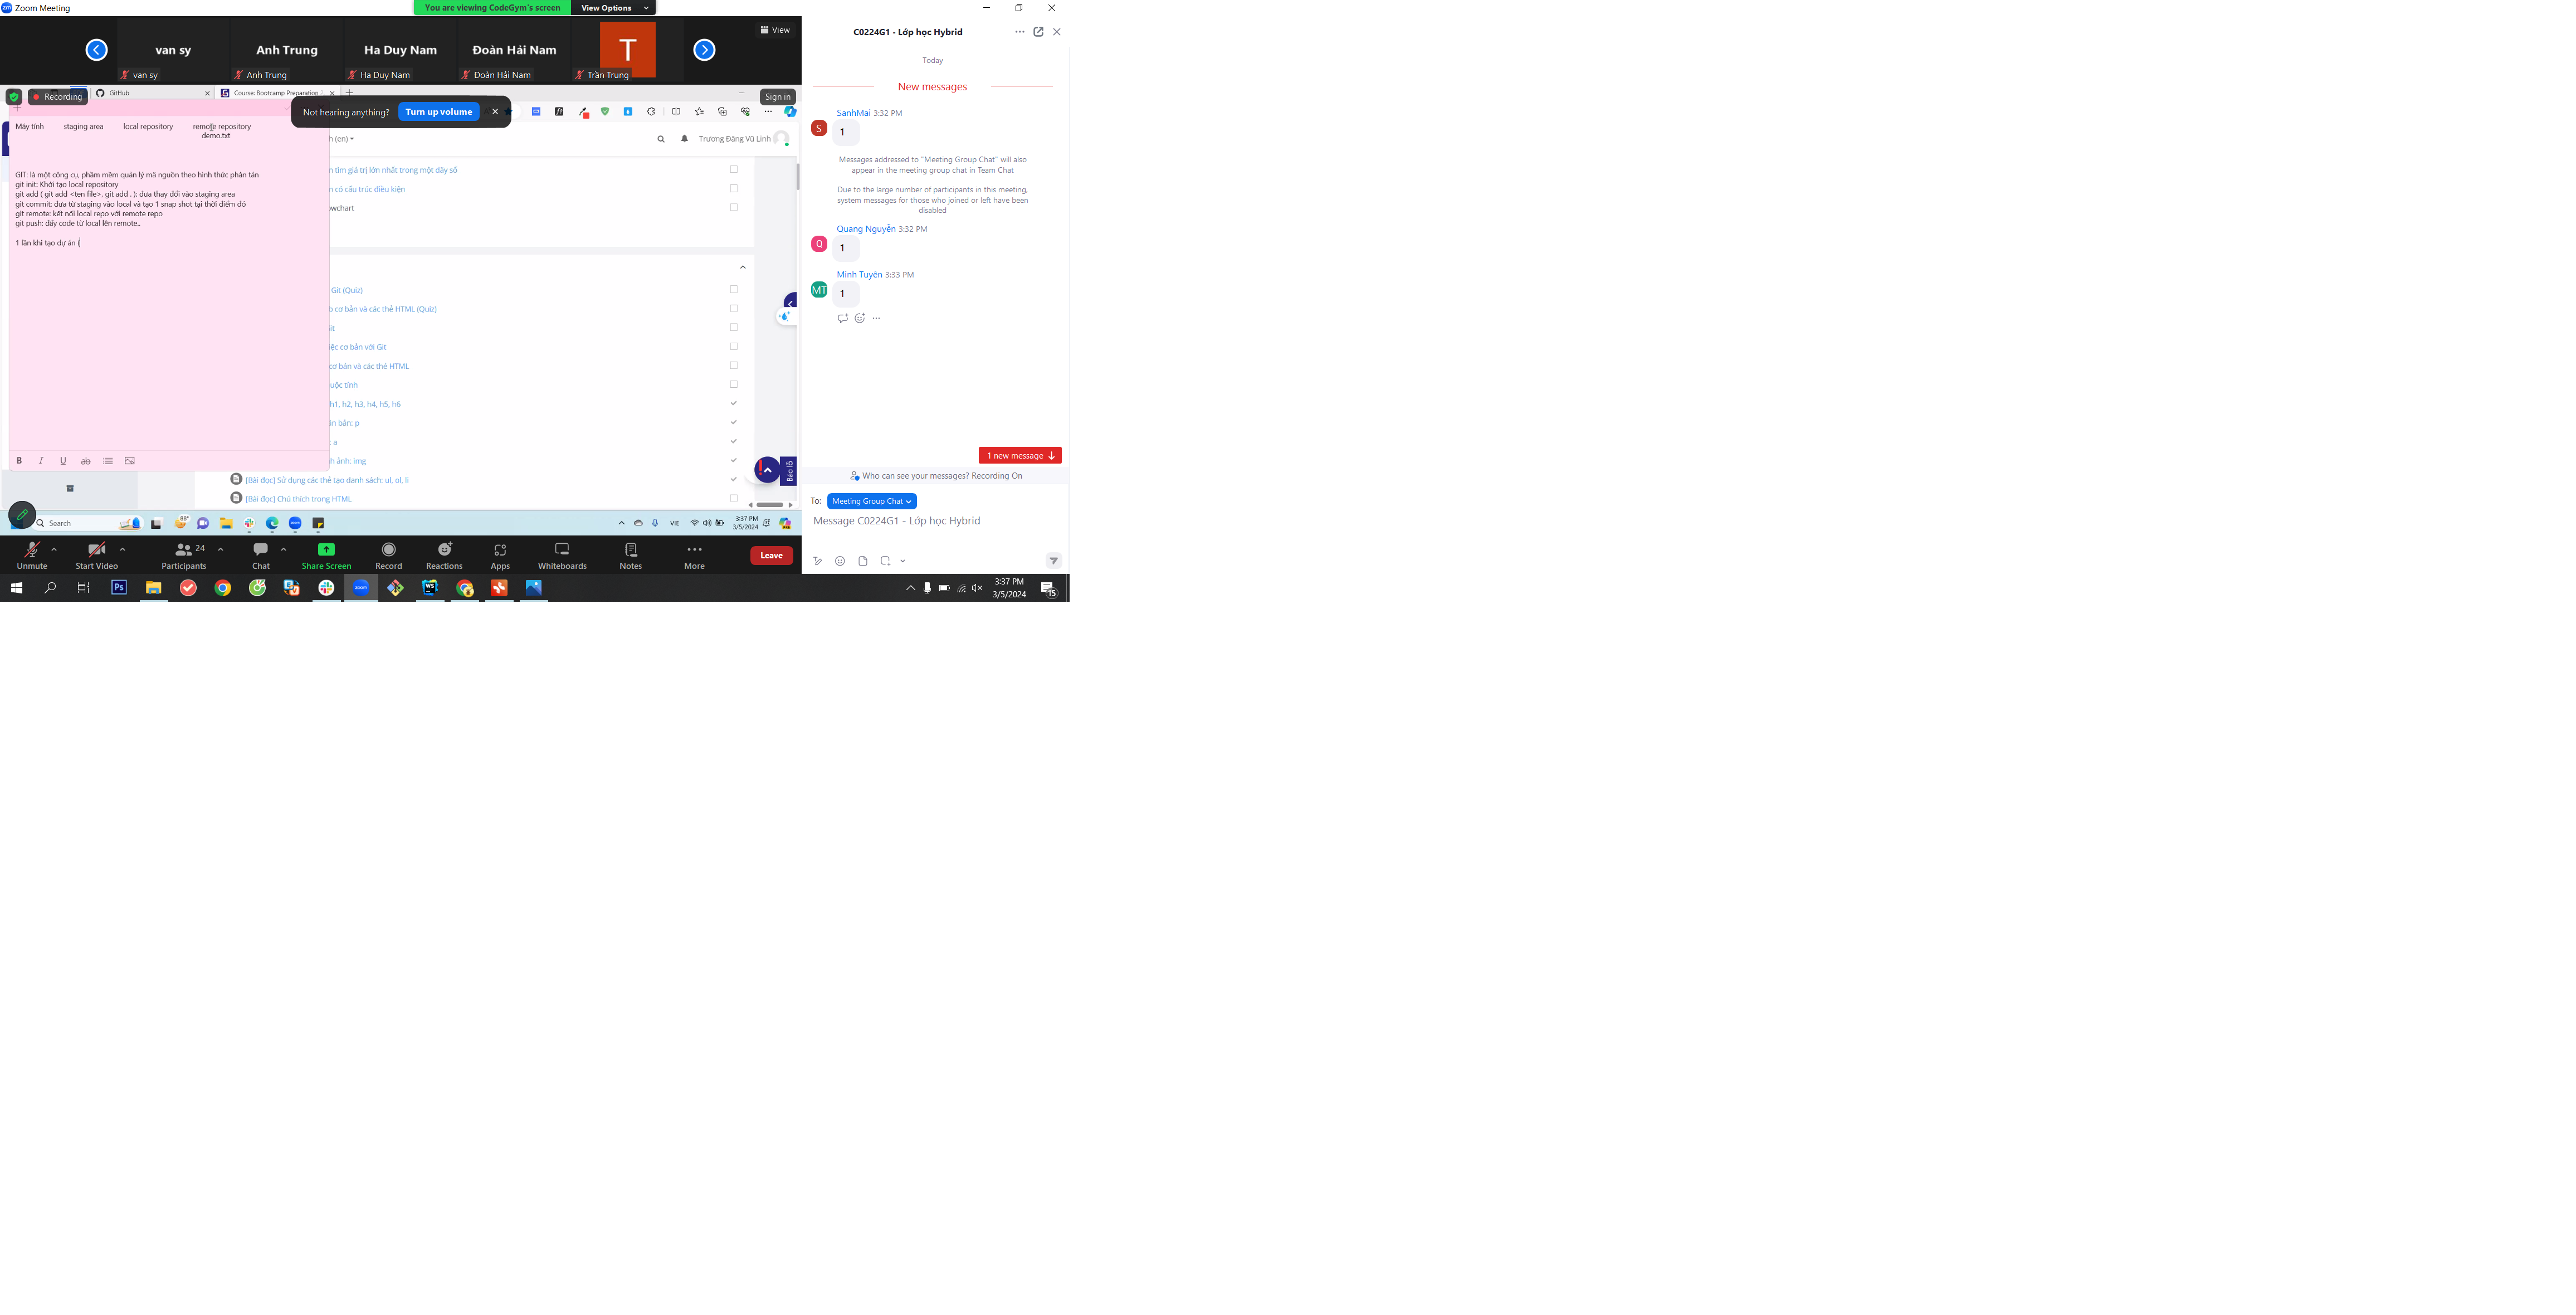 Zoom Meeting
You are viewing CodeGym's screen
View Options
van sy
Anh Trung
Ha Duy Nam
Đoàn Hải Nam
T
View
van sy
Anh Trung
Ha Duy Nam
Đoàn Hải Nam
Trần Trung
Recording
GitHub
Course: Bootcamp Preparation
Sign in
Not hearing anything?
Turn up volume
Máy tính staging area local repository remote repository
demo.txt
h (en)
Trương Đăng Vũ Linh
GIT: là một công cụ, phầm mềm quản lý mã nguồn theo hình thức phân tán
git init: Khởi tạo local repository
git add ( git add <ten file>, git add . ): đưa thay đổi vào staging area
git commit: đưa từ staging vào local và tạo 1 snap shot tại thời điểm đó
git remote: kết nối local repo với remote repo
git push: đẩy code từ local lên remote..
1 lần khi tạo dự án (
n tìm giá trị lớn nhất trong một dãy số
n có cấu trúc điều kiện
owchart
Git (Quiz)
b cơ bản và các thẻ HTML (Quiz)
it
iệc cơ bản với Git
cơ bản và các thẻ HTML
uộc tính
h1, h2, h3, h4, h5, h6
ăn bản: p
: a
h ảnh: img
[Bài đọc] Sử dụng các thẻ tạo danh sách: ul, ol, li
[Bài đọc] Chú thích trong HTML
B I U ab
Báo lỗi
Search
88°
VIE
3:37 PM
3/5/2024
Unmute
Start Video
24
Participants
Chat
Share Screen
Record
Reactions
Apps
Whiteboards
Notes
More
Leave
C0224G1 - Lớp học Hybrid
Today
New messages
SanhMai 3:32 PM
S
1
Messages addressed to "Meeting Group Chat" will also
appear in the meeting group chat in Team Chat
Due to the large number of participants in this meeting,
system messages for those who joined or left have been
disabled
Quang Nguyễn 3:32 PM
Q
1
Minh Tuyên 3:33 PM
MT
1
1 new message
Who can see your messages? Recording On
To: Meeting Group Chat
Message C0224G1 - Lớp học Hybrid
Ps
zoom
WS
3:37 PM
3/5/2024
15